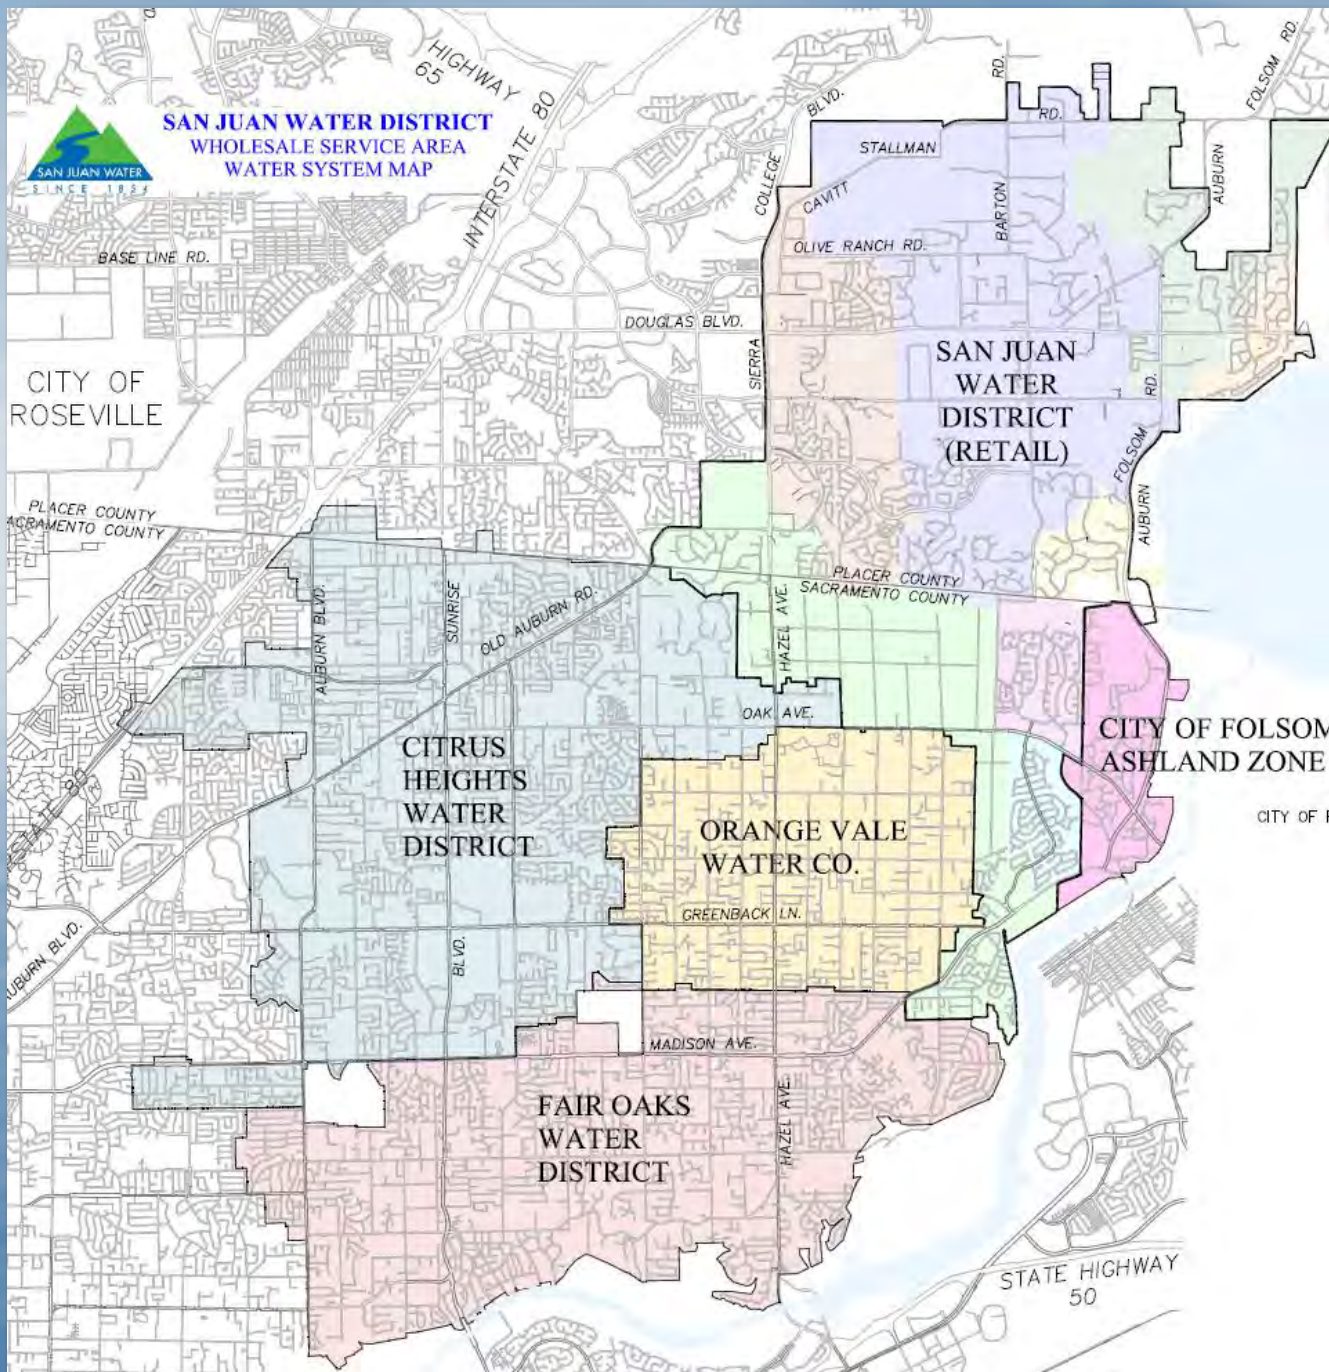 HIGHWAY
65
INTERSTATE 80
SAN JUAN WATER DISTRICT
WHOLESALE SERVICE AREA
WATER SYSTEM MAP
SAN JUAN WATER
SINCE 1854
BASE LINE RD.
CITY OF
ROSEVILLE
DOUGLAS BLVD.
SIERRA
COLLEGE
BLVD.
RD.
RD.
FOLSOM RD.
AUBURN
STALLMAN
CAVITT
BARTON
OLIVE RANCH RD.
SAN JUAN
WATER
DISTRICT
(RETAIL)
RD.
FOLSOM
AUBURN
PLACER COUNTY
SACRAMENTO COUNTY
PLACER COUNTY
ACRAMENTO COUNTY
AUBURN BLVD.
SUNRISE
OLD AUBURN RD.
HAZEL AVE.
OAK AVE.
CITY OF FOLSOM
ASHLAND ZONE
CITY OF
CITRUS
HEIGHTS
WATER
DISTRICT
ORANGE VALE
WATER CO.
GREENBACK LN.
BLVD.
UBURN BLVD.
MADISON AVE.
FAIR OAKS
WATER
DISTRICT
HAZEL AVE.
STATE HIGHWAY
50